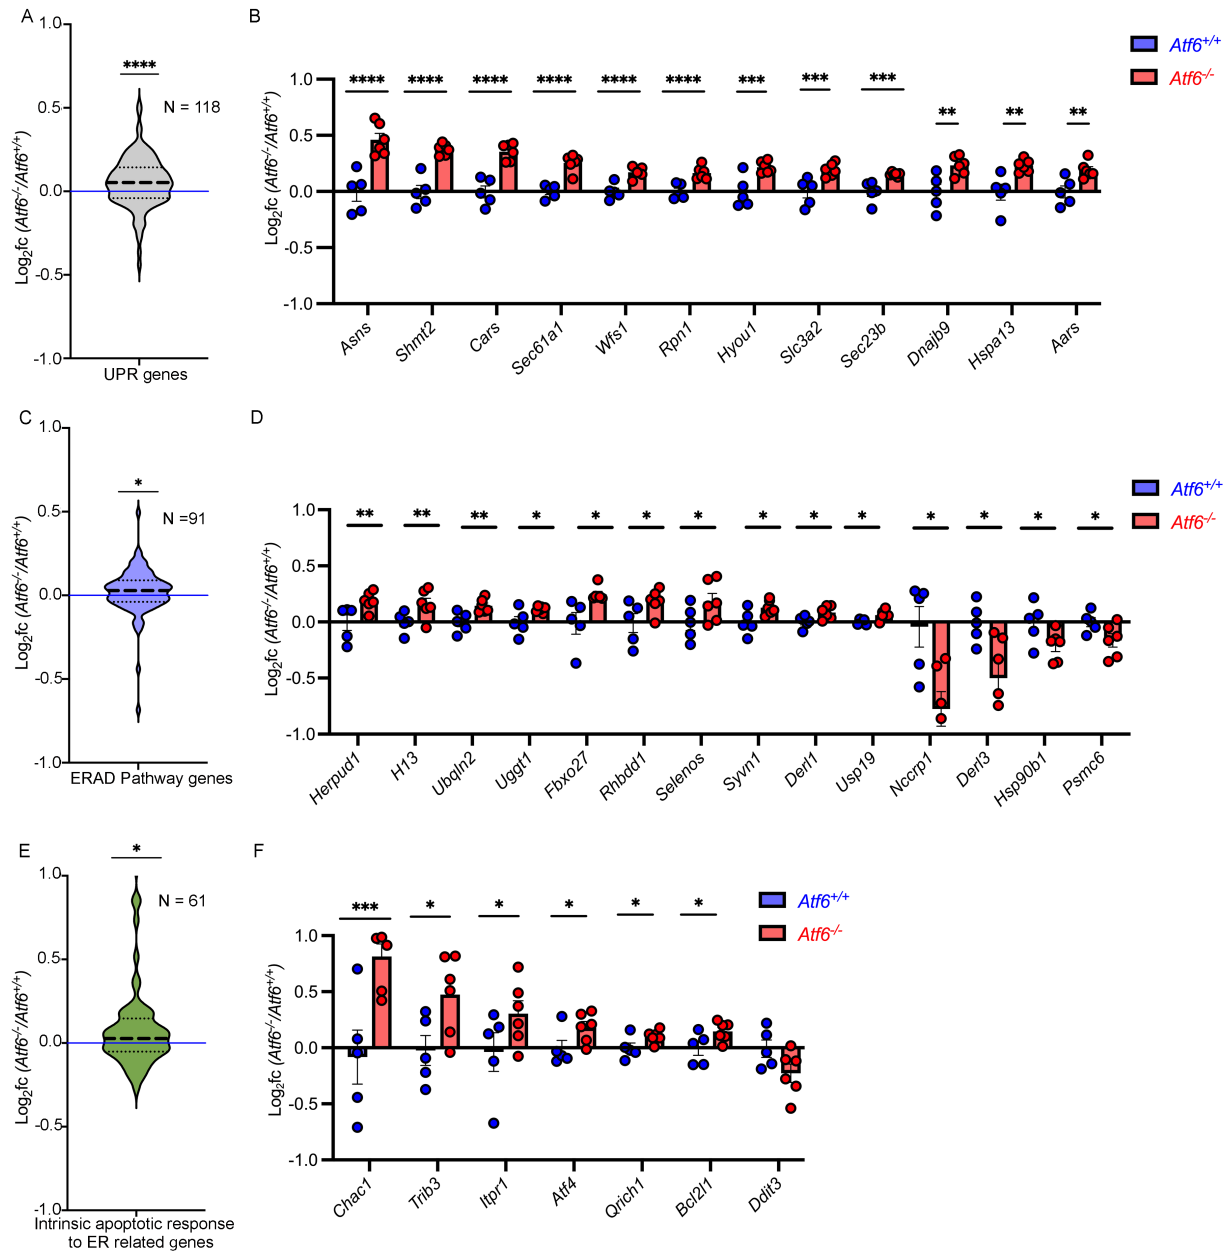 A
1.0
0.5
0.0
-0.5
-1.0
Log2fc (Atf6-/-/Atf6+/+)
****
N = 118
UPR genes
B
Atf6+/+
Atf6-/-
1.0
0.5
0.0
-0.5
-1.0
Log2fc (Atf6-/-/Atf6+/+)
**** **** **** **** **** **** *** *** *** ** ** **
Asns Shmt2 Cars Sec61a1 Wfs1 Rpn1 Hyou1 Slc3a2 Sec23b Dnajb9 Hspa13 Aars
C
1.0
0.5
0.0
-0.5
-1.0
Log2fc (Atf6-/-/Atf6+/+)
*
N =91
ERAD Pathway genes
D
Atf6+/+
Atf6-/-
1.0
0.5
0.0
-0.5
-1.0
Log2fc (Atf6-/-/Atf6+/+)
** ** ** * * * * * * * * * * *
Herpud1 H13 Ubqln2 Uggt1 Fbxo27 Rhbdd1 Selenos Syvn1 Derl1 Usp19 Nccrp1 Derl3 Hsp90b1 Psmc6
E
1.0
0.5
0.0
-0.5
-1.0
Log2fc (Atf6-/-/Atf6+/+)
*
N = 61
Intrinsic apoptotic response
to ER related genes
F
Atf6+/+
Atf6-/-
1.0
0.5
0.0
-0.5
-1.0
Log2fc (Atf6-/-/Atf6+/+)
*** * * * * *
Chac1 Trib3 Itpr1 Atf4 Qrich1 Bcl2l1 Ddit3